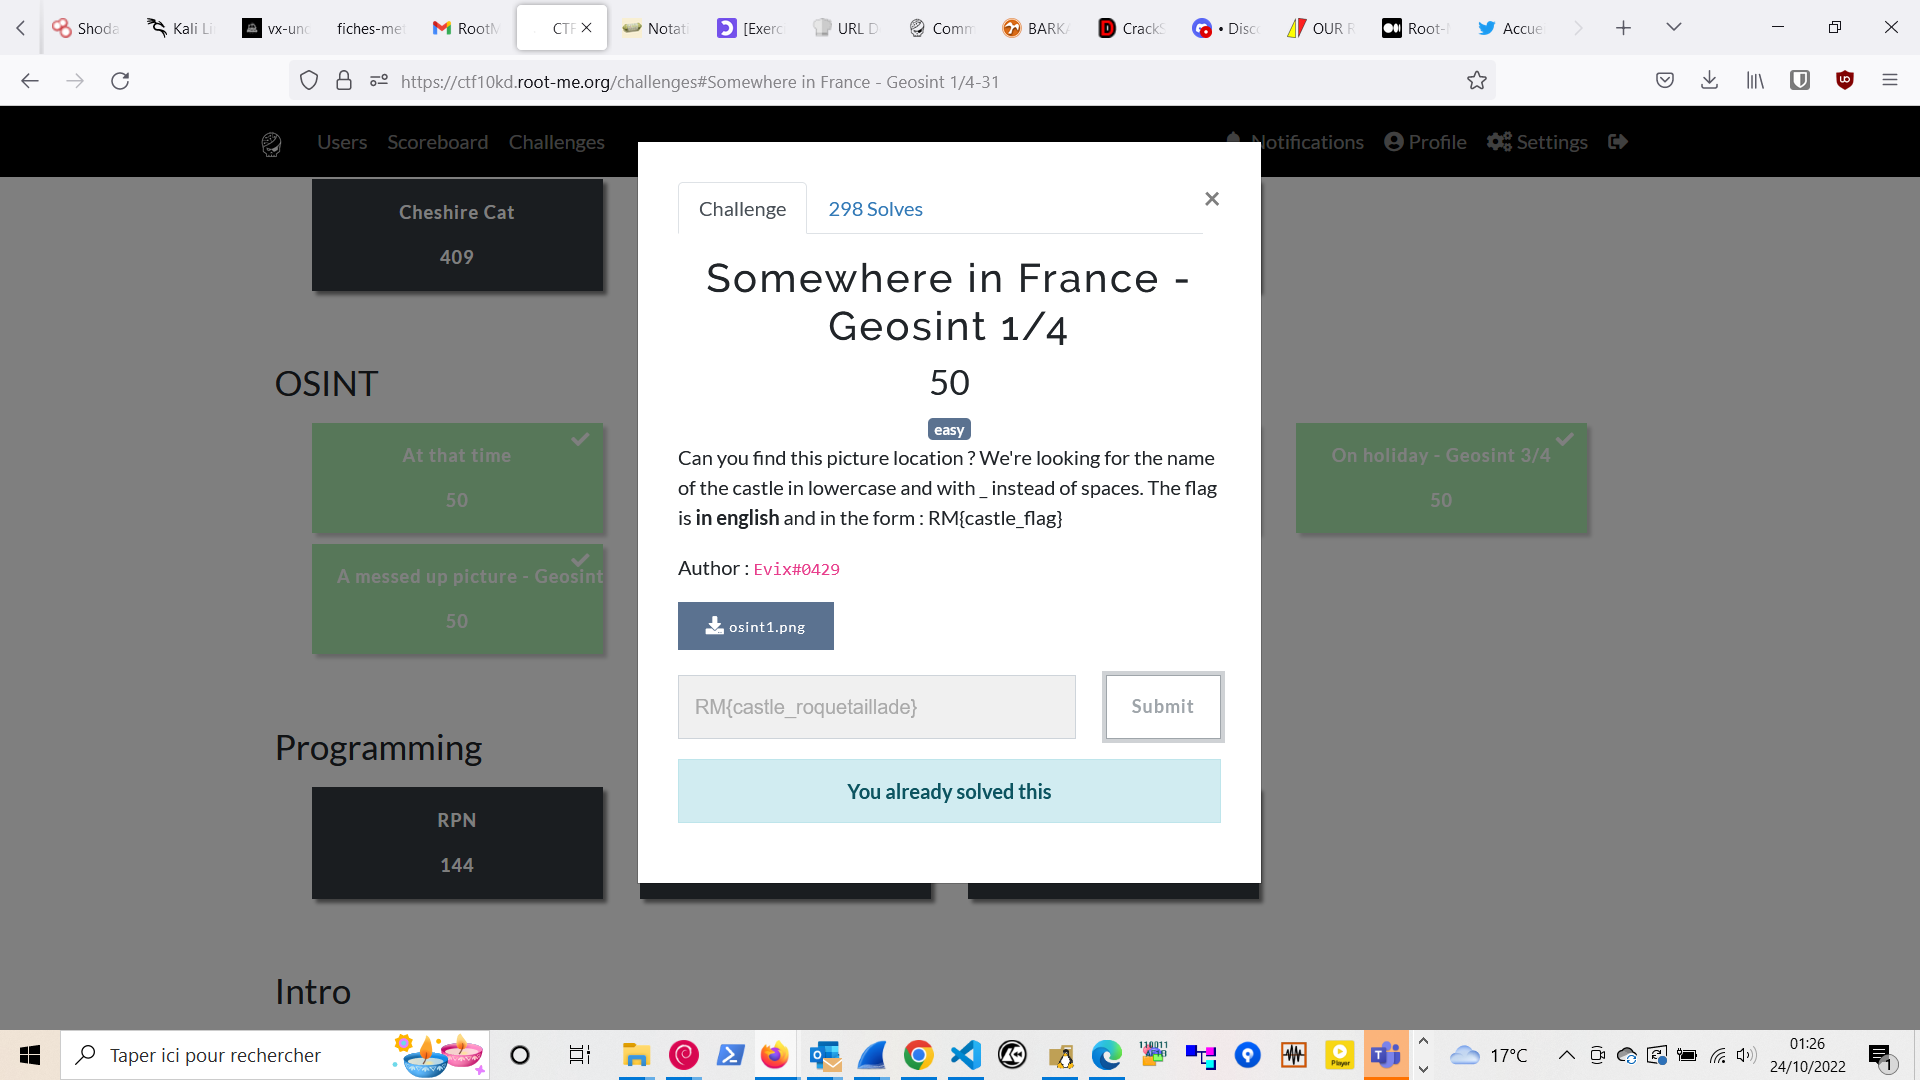 Shoda
Kali Li
vx-und
fiches-met
RootM
CTF
Notati
[Exerc
URL D
Comm
BARKA
CrackS
• Disc
OUR R
Root-
Accue
https://ctf10kd.root-me.org/challenges#Somewhere in France - Geosint 1/4-31
Users
Scoreboard
Challenges
Notifications
Profile
Settings
Cheshire Cat
409
OSINT
At that time
50
On holiday - Geosint 3/4
50
A messed up picture - Geosint
50
Programming
RPN
144
Intro
Challenge
298 Solves
×
Somewhere in France -
Geosint 1/4
50
easy
Can you find this picture location ? We're looking for the name
of the castle in lowercase and with _ instead of spaces. The flag
is in english and in the form : RM{castle_flag}
Author : Evix#0429
osint1.png
RM{castle_roquetaillade}
Submit
You already solved this
Taper ici pour rechercher
17°C
01:26
24/10/2022
1